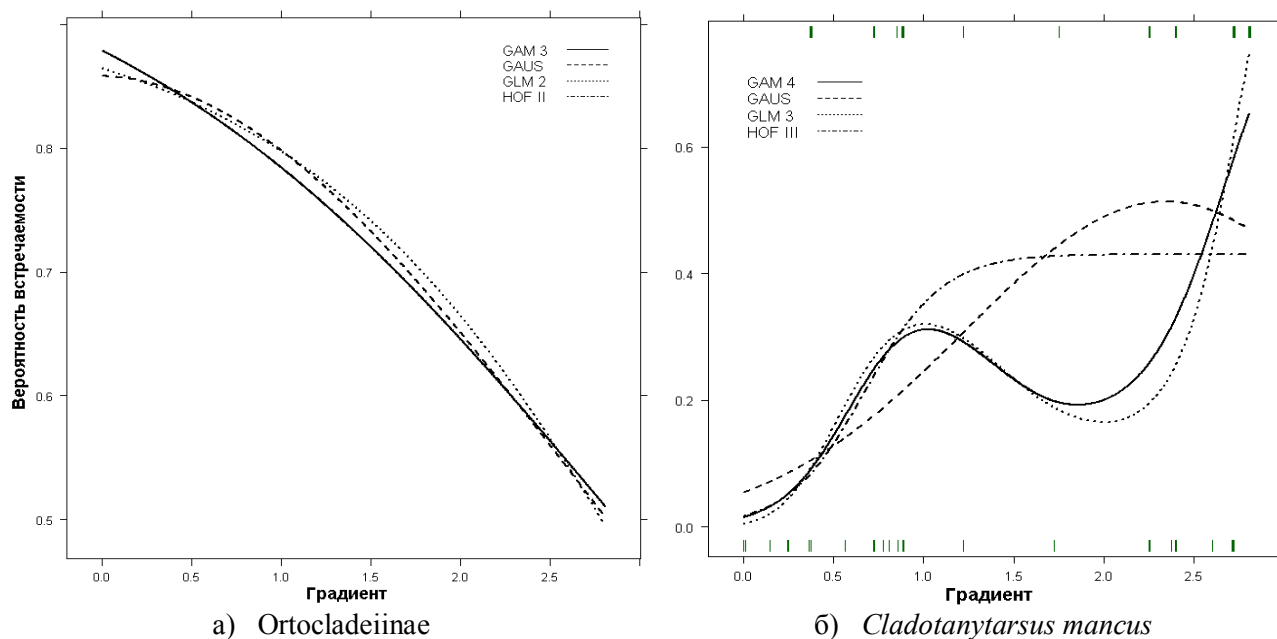 GAM 3
GAUS
GLM 2
HOF II
Вероятность встречаемости
0.8
0.7
0.6
0.5
0.0 0.5 1.0 1.5 2.0 2.5
Градиент
а) Ortocladeiinae
GAM 4
GAUS
GLM 3
HOF III
0.6
0.4
0.2
0.0
0.0 0.5 1.0 1.5 2.0 2.5
Градиент
б) Cladotanytarsus mancus